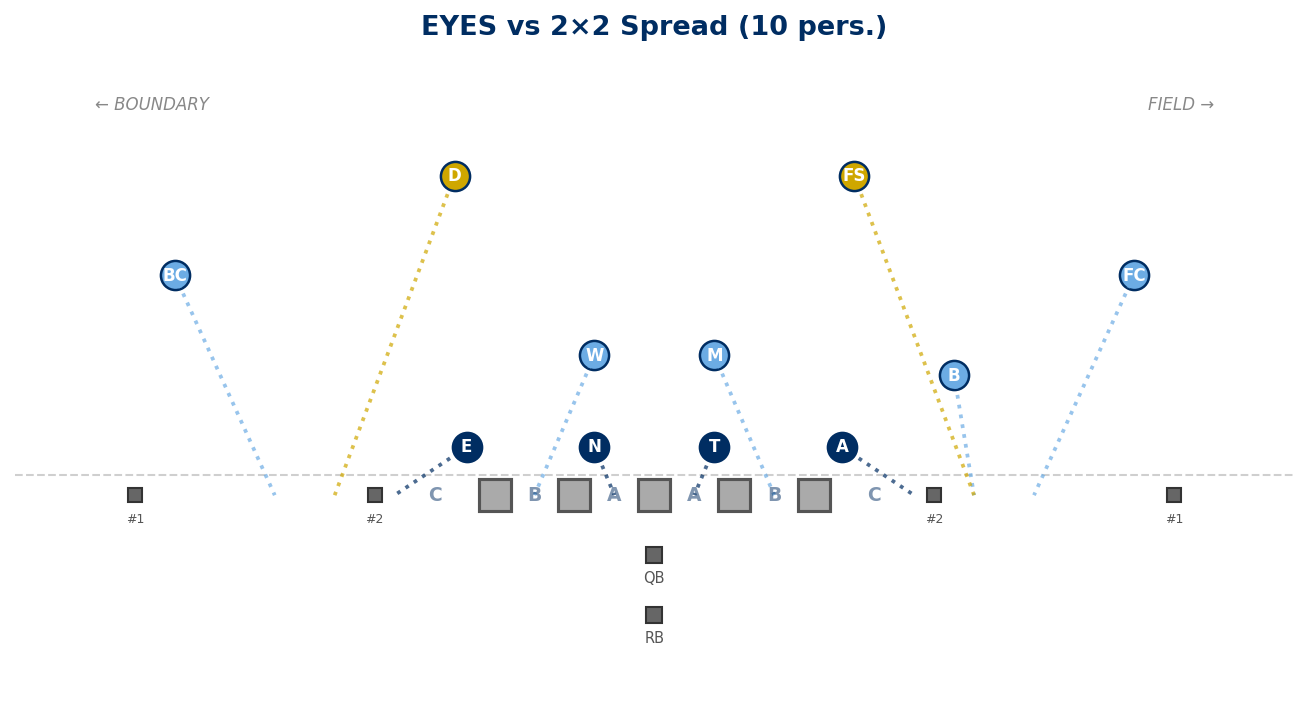 EYES vs 2×2 Spread (10 pers.)
← BOUNDARY
FIELD →
D
FS
BC
FC
W
M
B
E
N
T
A
C
B
A
A
B
C
#1
#2
#2
#1
QB
RB